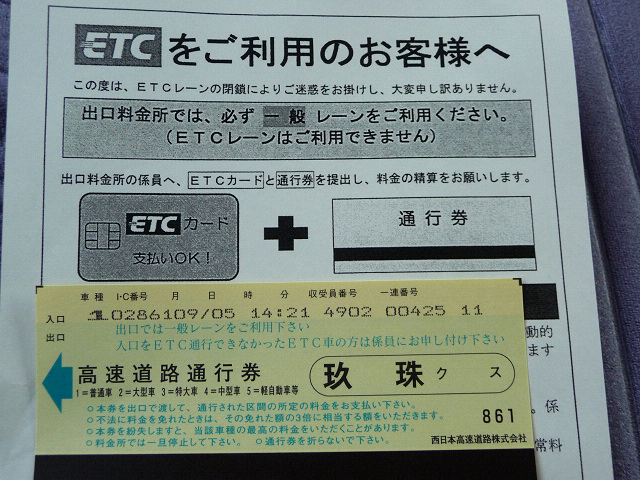 ETCをご利用のお客様へ
この度は、ETCレーンの閉鎖によりご迷惑をお掛けし、大変申し訳ありません。
出口料金所では、必ず 一般 レーンをご利用ください。
(ETCレーンはご利用できません)
出口料金所の係員へ、ETCカードと通行券を提出し、料金の精算をお願いします。
ETCカード
支払いOK!
通行券
車種 I・C番号 月 日 時 分 収受員番号 一連番号
入口 10286109/05 14:21 4902 00425 11
出口
出口では一般レーンをご利用下さい
入口をETC通行できなかったETC車の方は係員にお申し付け下さい
動的
ます
高速道路通行券
玖珠クス
1=普通車 2=大型車 3=特大車 4=中型車 5=軽自動車等
○本券を出口で渡して、通行された区間の所定の料金をお支払い下さい。
○不法に料金を免れたときは、その免れた額の3倍に相当する額をいただきます。
○本券を紛失しますと、当該車種の最高の料金をいただくことがあります。
○料金所では一旦停止して下さい。 ○通行券を折らないで下さい。
861
西日本高速道路株式会社
。係
常料